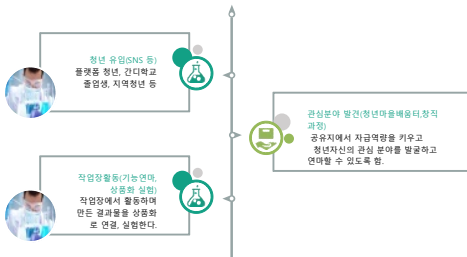 청년 유입(SNS 등)
플랫폼 청년, 간디학교
졸업생, 지역청년 등
관심분야 발견(청년마을배움터,창직
과정)
공유지에서 자급역량을 키우고
청년자신의 관심 분야를 발굴하고
연마할 수 있도록 함.
작업장활동(기능연마,
상품화 실험)
작업장에서 활동하며
만든 결과물을 상품화
로 연결, 실험한다.